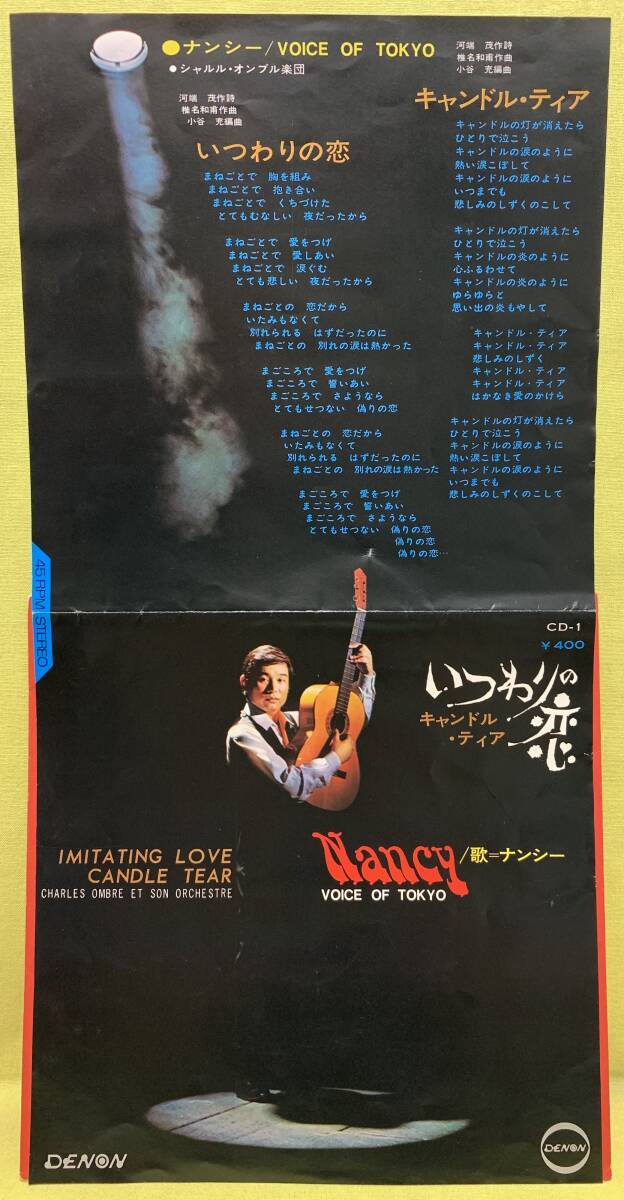 ●ナンシー/VOICE OF TOKYO
●シャルル・オンブル楽団
河端 茂作詩
椎名和甫作曲
小谷 充編曲
いつわりの恋
まねごとで 胸を組み
まねごとで 抱き合い
まねごとで くちづけた
とてもむなしい 夜だったから
まねごとで 愛をつげ
まねごとで 愛しあい
まねごとで 涙ぐむ
とても悲しい 夜だったから
まねごとの 恋だから
いたみもなくて
別れられる はずだったのに
まねごとの 別れの涙は熱かった
まごころで 愛をつげ
まごころで 誓いあい
まごころで さようなら
とてもせつない 偽りの恋
まねごとの 恋だから
いたみもなくて
別れられる はずだったのに
まねごとの 別れの涙は熱かった
まごころで 愛をつげ
まごころで 誓いあい
まごころで さようなら
とてもせつない 偽りの恋
偽りの恋
偽りの恋…
河端 茂作詩
椎名和甫作曲
小谷 充編曲
キャンドル・ティア
キャンドルの灯が消えたら
ひとりで泣こう
キャンドルの涙のように
熱い涙こぼして
キャンドルの涙のように
いつまでも
悲しみのしずくのこして
キャンドルの灯が消えたら
ひとりで泣こう
キャンドルの炎のように
心ふるわせて
キャンドルの炎のように
ゆらゆらと
思い出の炎もやして
キャンドル・ティア
キャンドル・ティア
悲しみのしずく
キャンドル・ティア
キャンドル・ティア
はかなき愛のかけら
キャンドルの灯が消えたら
ひとりで泣こう
キャンドルの涙のように
熱い涙こぼして
キャンドルの涙のように
いつまでも
悲しみのしずくのこして
45 RPM STEREO
CD-1
¥400
いつわりの恋
キャンドル
・ティア
IMITATING LOVE
CANDLE TEAR
CHARLES OMBRE ET SON ORCHESTRE
Nancy/歌=ナンシー
VOICE OF TOKYO
DENON
DENON